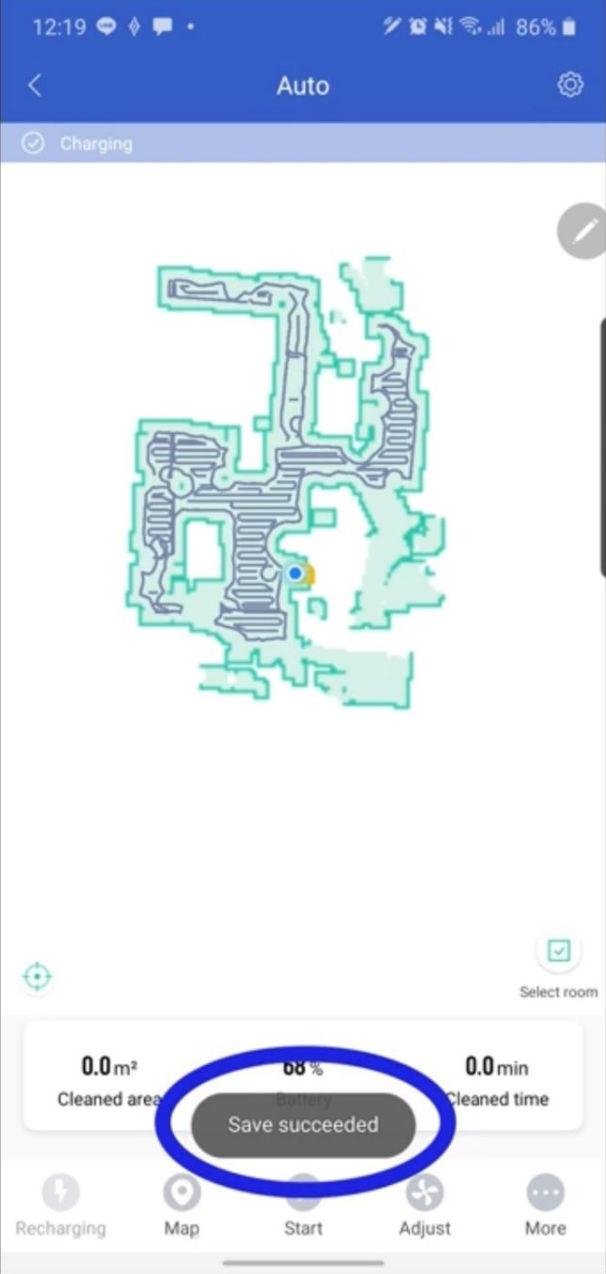 12:19 86%
Auto
Charging
Select room
0.0 m² 68 % 0.0 min
Cleaned area Battery Cleaned time
Save succeeded
Recharging Map Start Adjust More